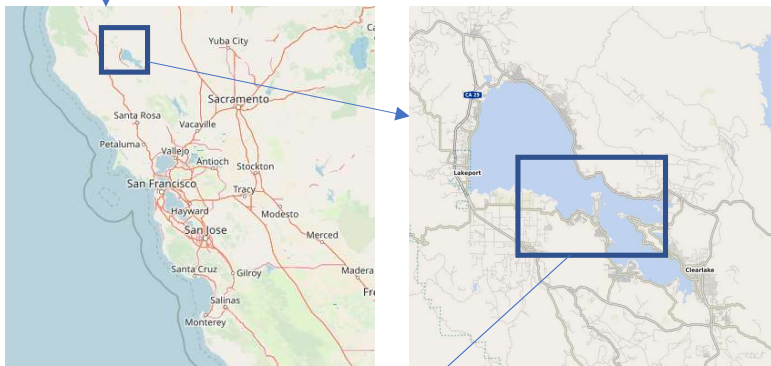 Yuba City
Sacramento
Santa Rosa
Vacaville
Petaluma
Vallejo
Antioch
Stockton
San Francisco
Tracy
Hayward
Modesto
San Jose
Merced
Santa Cruz
Gilroy
Madera
Salinas
Monterey
CA 29
Lakeport
Clearlake